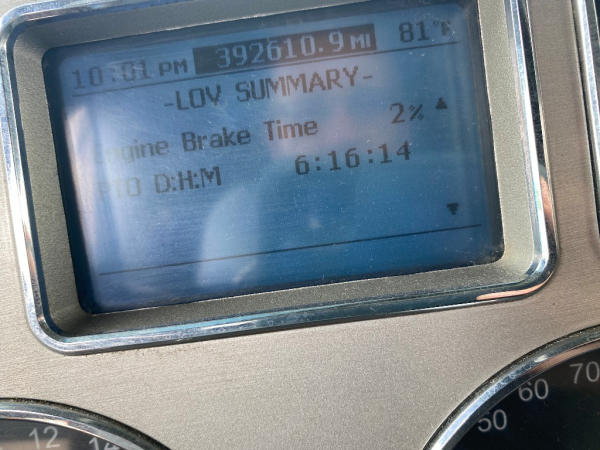 10:01 PM 392610.9 MI 81°F
-LOV SUMMARY-
Engine Brake Time 2% ▲
PTO D:H:M 6:16:14
▼
12 14
50 60 70